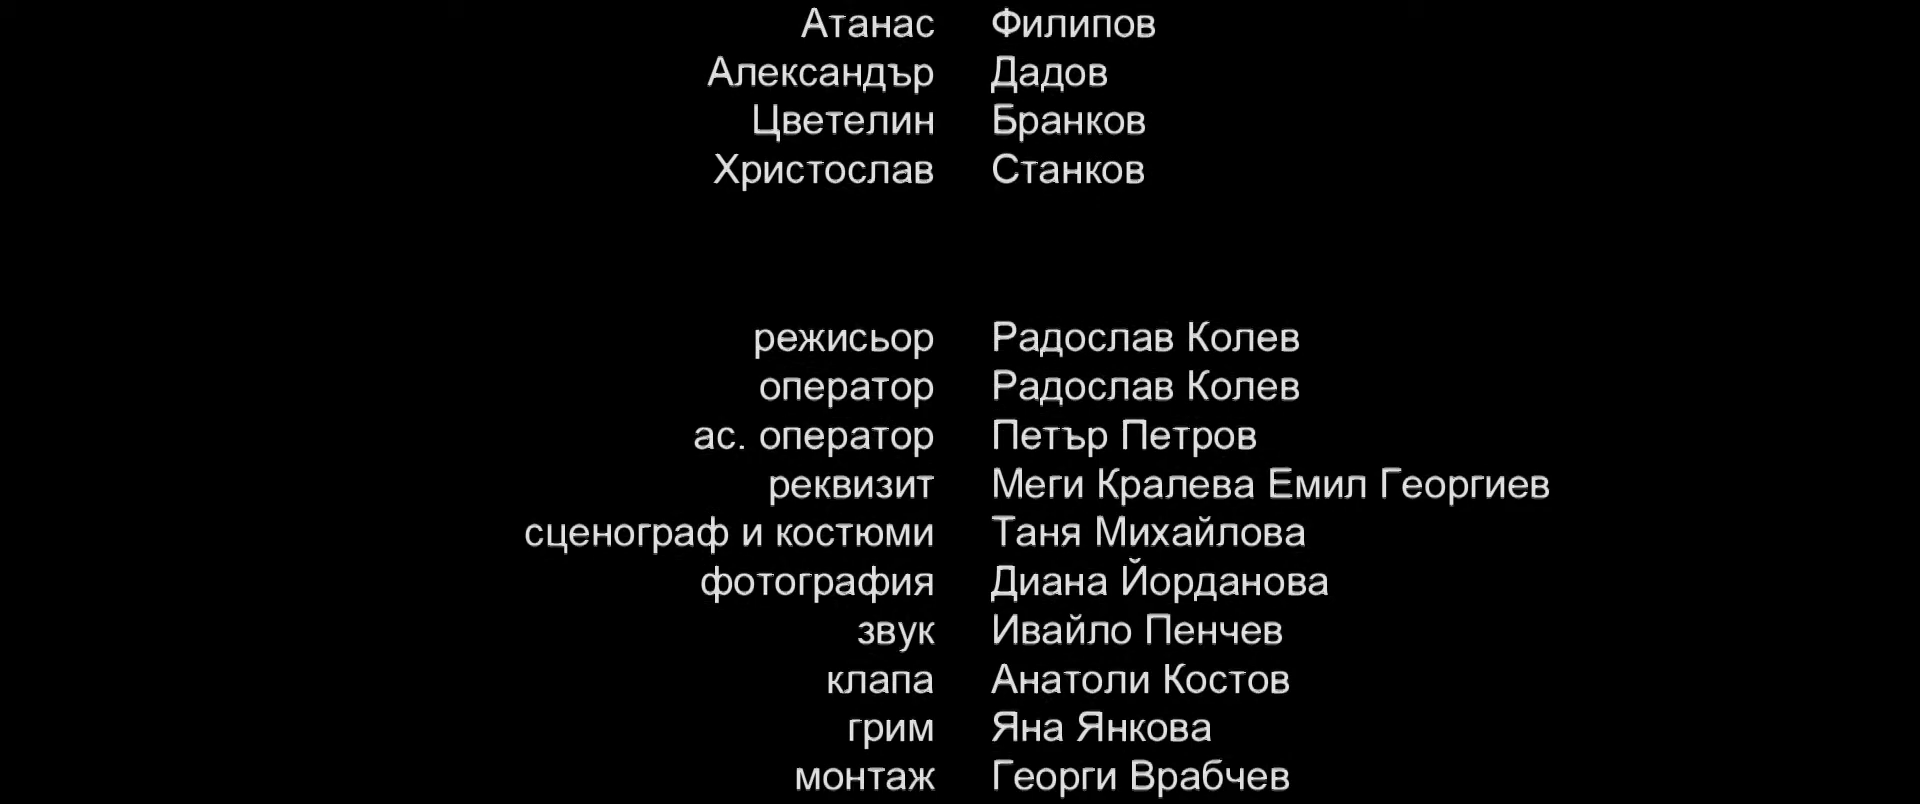 Атанас Филипов
Александър Дадов
Цветелин Бранков
Христослав Станков
режисьор Радослав Колев
оператор Радослав Колев
ас. оператор Петър Петров
реквизит Меги Кралева Емил Георгиев
сценограф и костюми Таня Михайлова
фотография Диана Йорданова
звук Ивайло Пенчев
клапа Анатоли Костов
грим Яна Янкова
монтаж Георги Врабчев